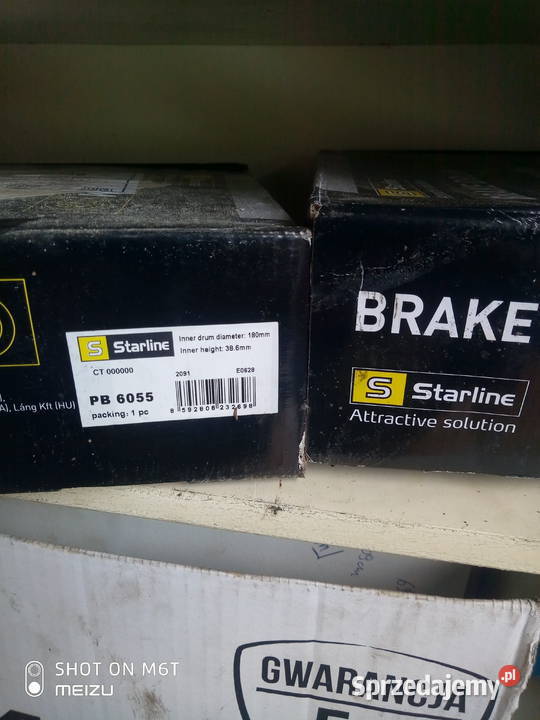 S Starline
Inner drum diameter: 180mm
Inner height: 38.6mm
CT 000000
2091
E0628
PB 6055
packing: 1 pc
8 592808 232698
A), Láng Kft (HU)
BRAKE
S Starline
Attractive solution
GWARANCJA
SHOT ON M6T
MEIZU
Sprzedajemy.pl